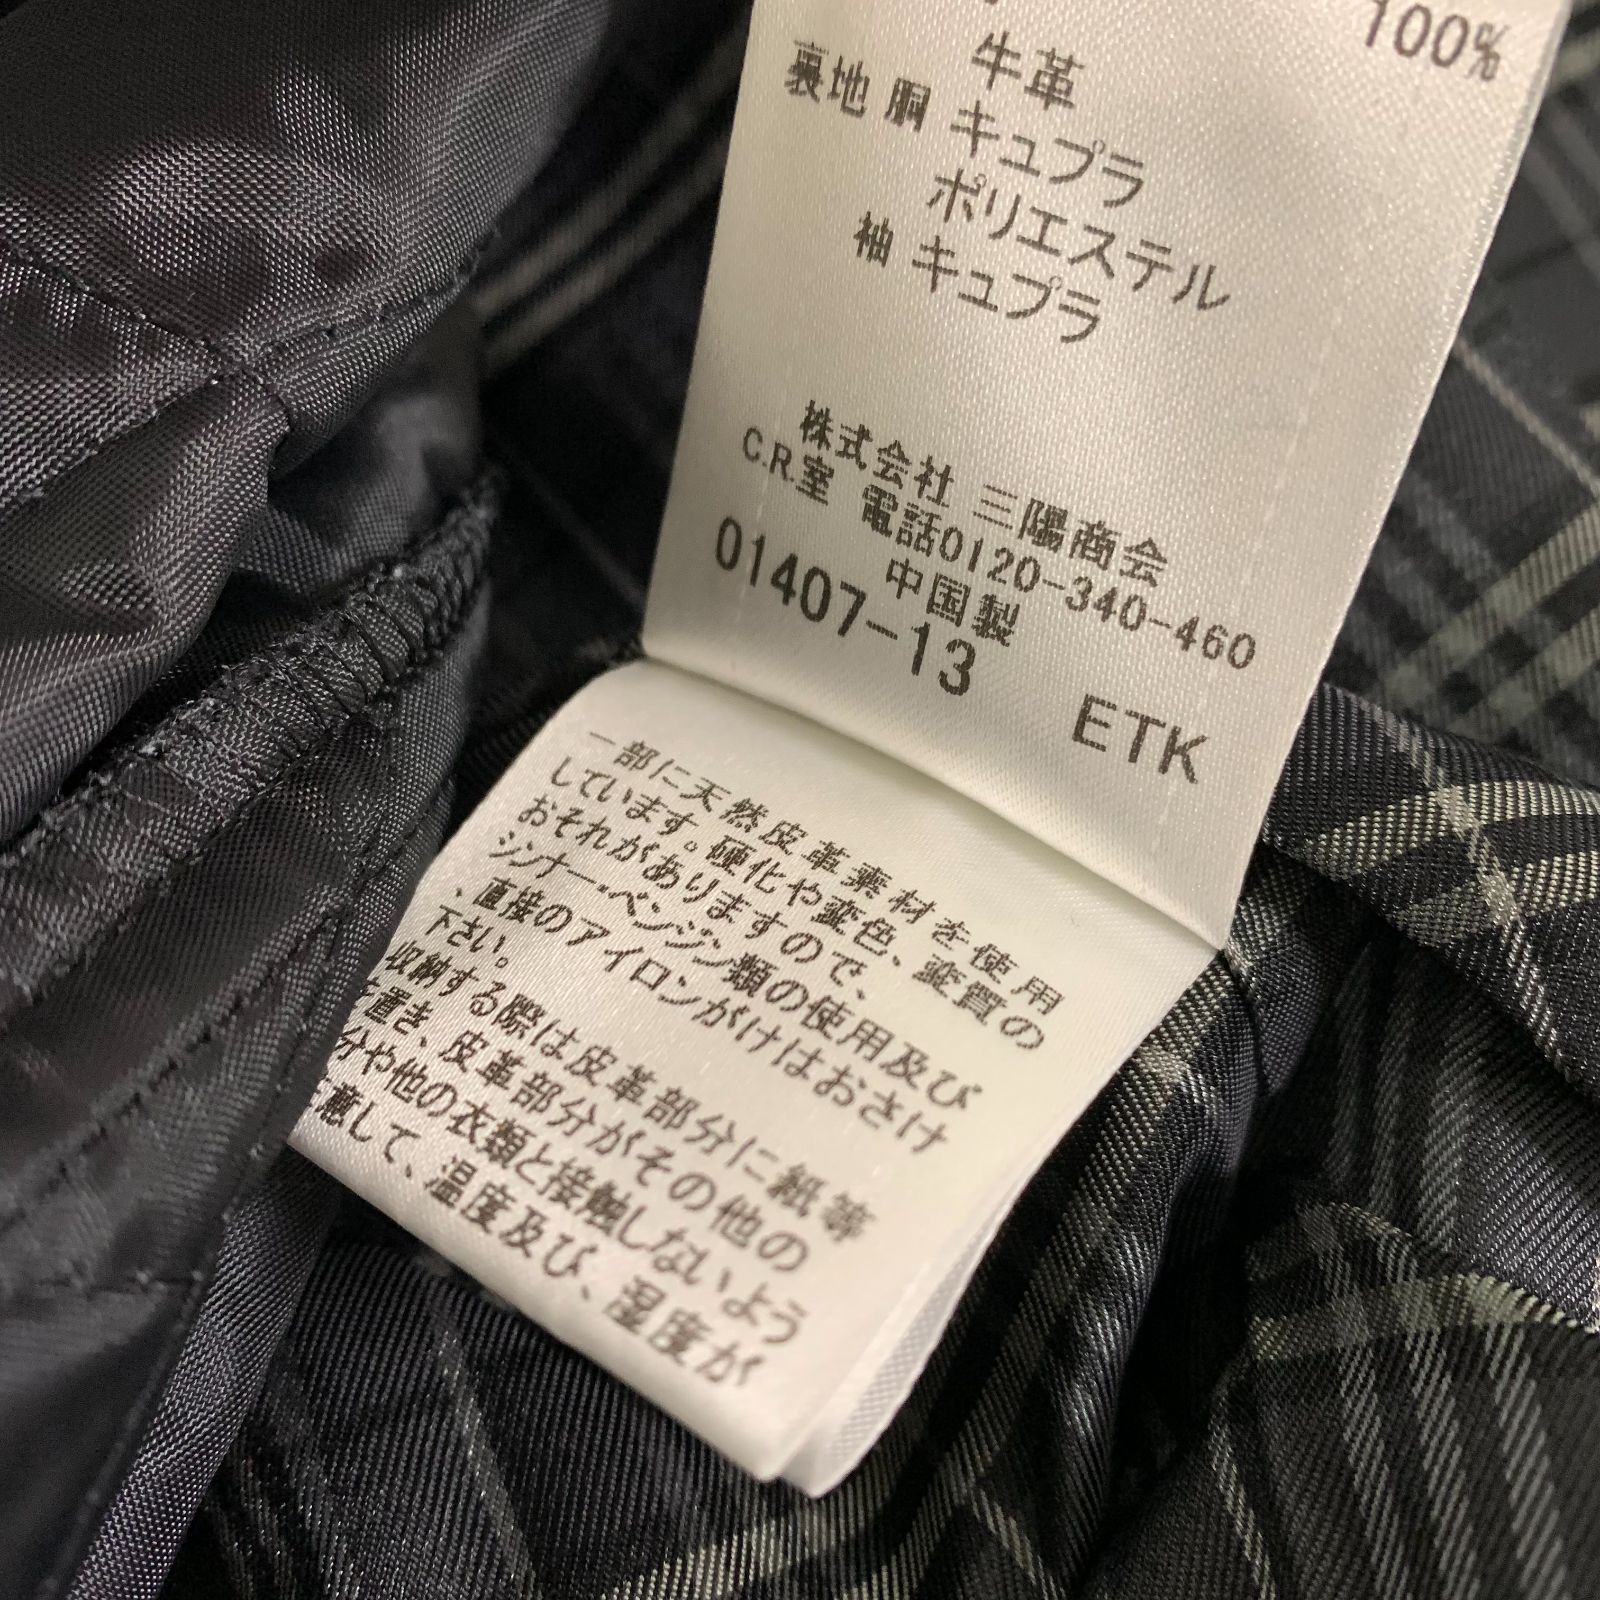 100%
牛革
裏地 胴 キュプラ
ポリエステル
袖 キュプラ
株式会社 三陽商会
C.R.室 電話0120-340-460
中国製
01407-13 ETK
一部に天然皮革素材を使用
しています。硬化や変色、変質の
おそれがありますので、
シンナー・ベンジン類の使用及び
、直接のアイロンがけはおさけ
下さい。
収納する際は皮革部分に紙等
を置き、皮革部分がその他の
分や他の衣類と接触しないよう
意して、温度及び、湿度が